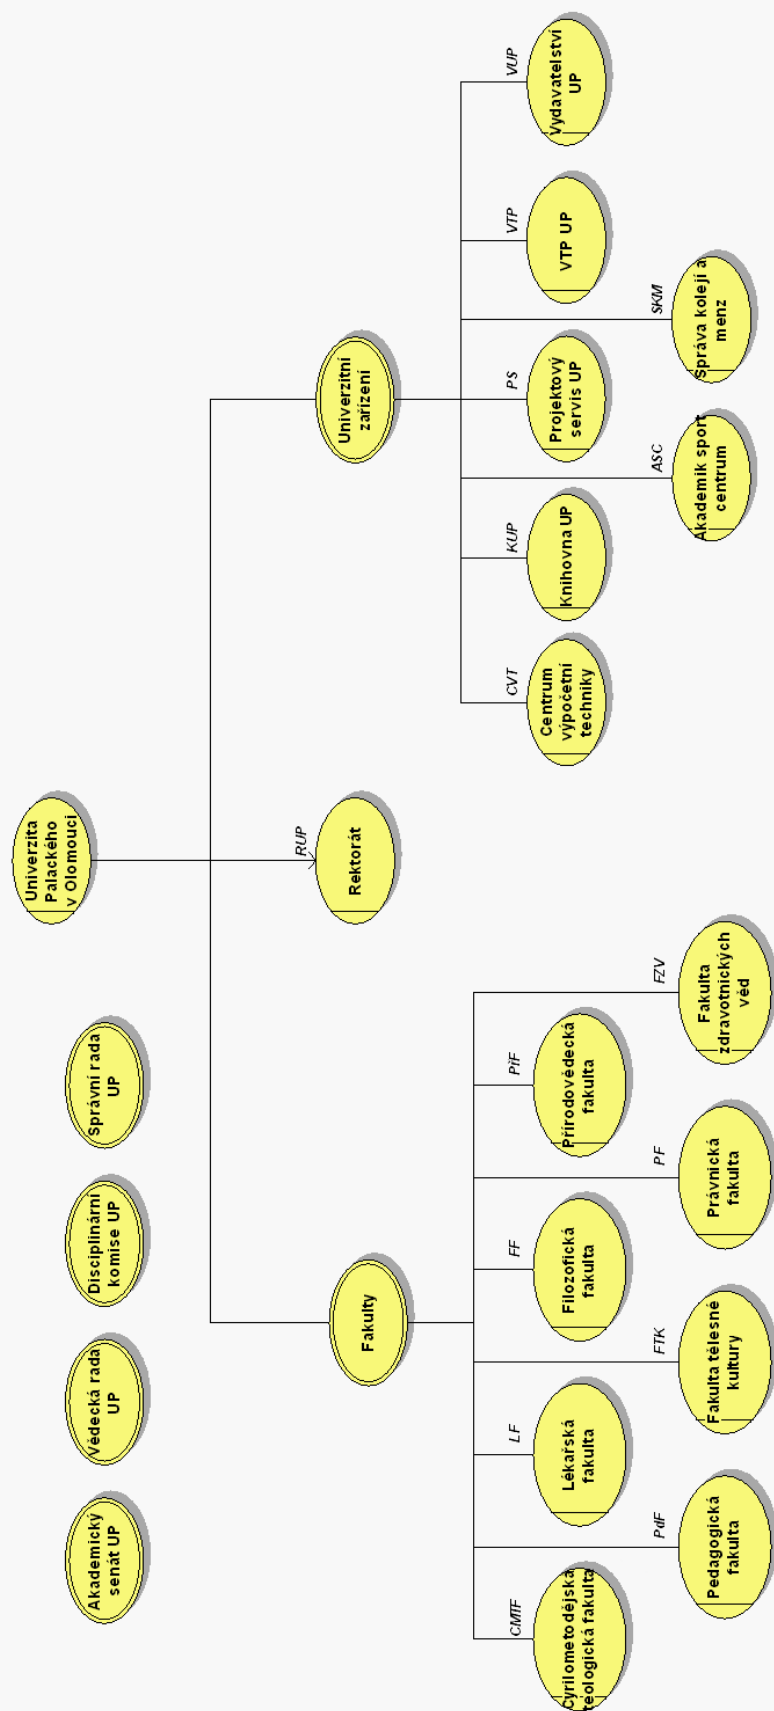 Univerzita
Palackého
v Olomouci
Akademický
senát UP
Vědecká rada
UP
Disciplinární
komise UP
Správní rada
UP
RUP
Rektorát
Univerzitní
zařízení
Fakulty
CVT
Centrum
výpočetní
techniky
KUP
Knihovna UP
PS
Projektový
servis UP
VTP
VTP UP
VUP
Vydavatelství
UP
ASC
Akademik sport
centrum
SKM
Správa kolejí a
menz
CMTF
Cyrilometodějská
teologická fakulta
LF
Lékařská
fakulta
FF
Filozofická
fakulta
PřF
Přírodovědecká
fakulta
PdF
Pedagogická
fakulta
FTK
Fakulta tělesné
kultury
PF
Právnická
fakulta
FZV
Fakulta
zdravotnických
věd